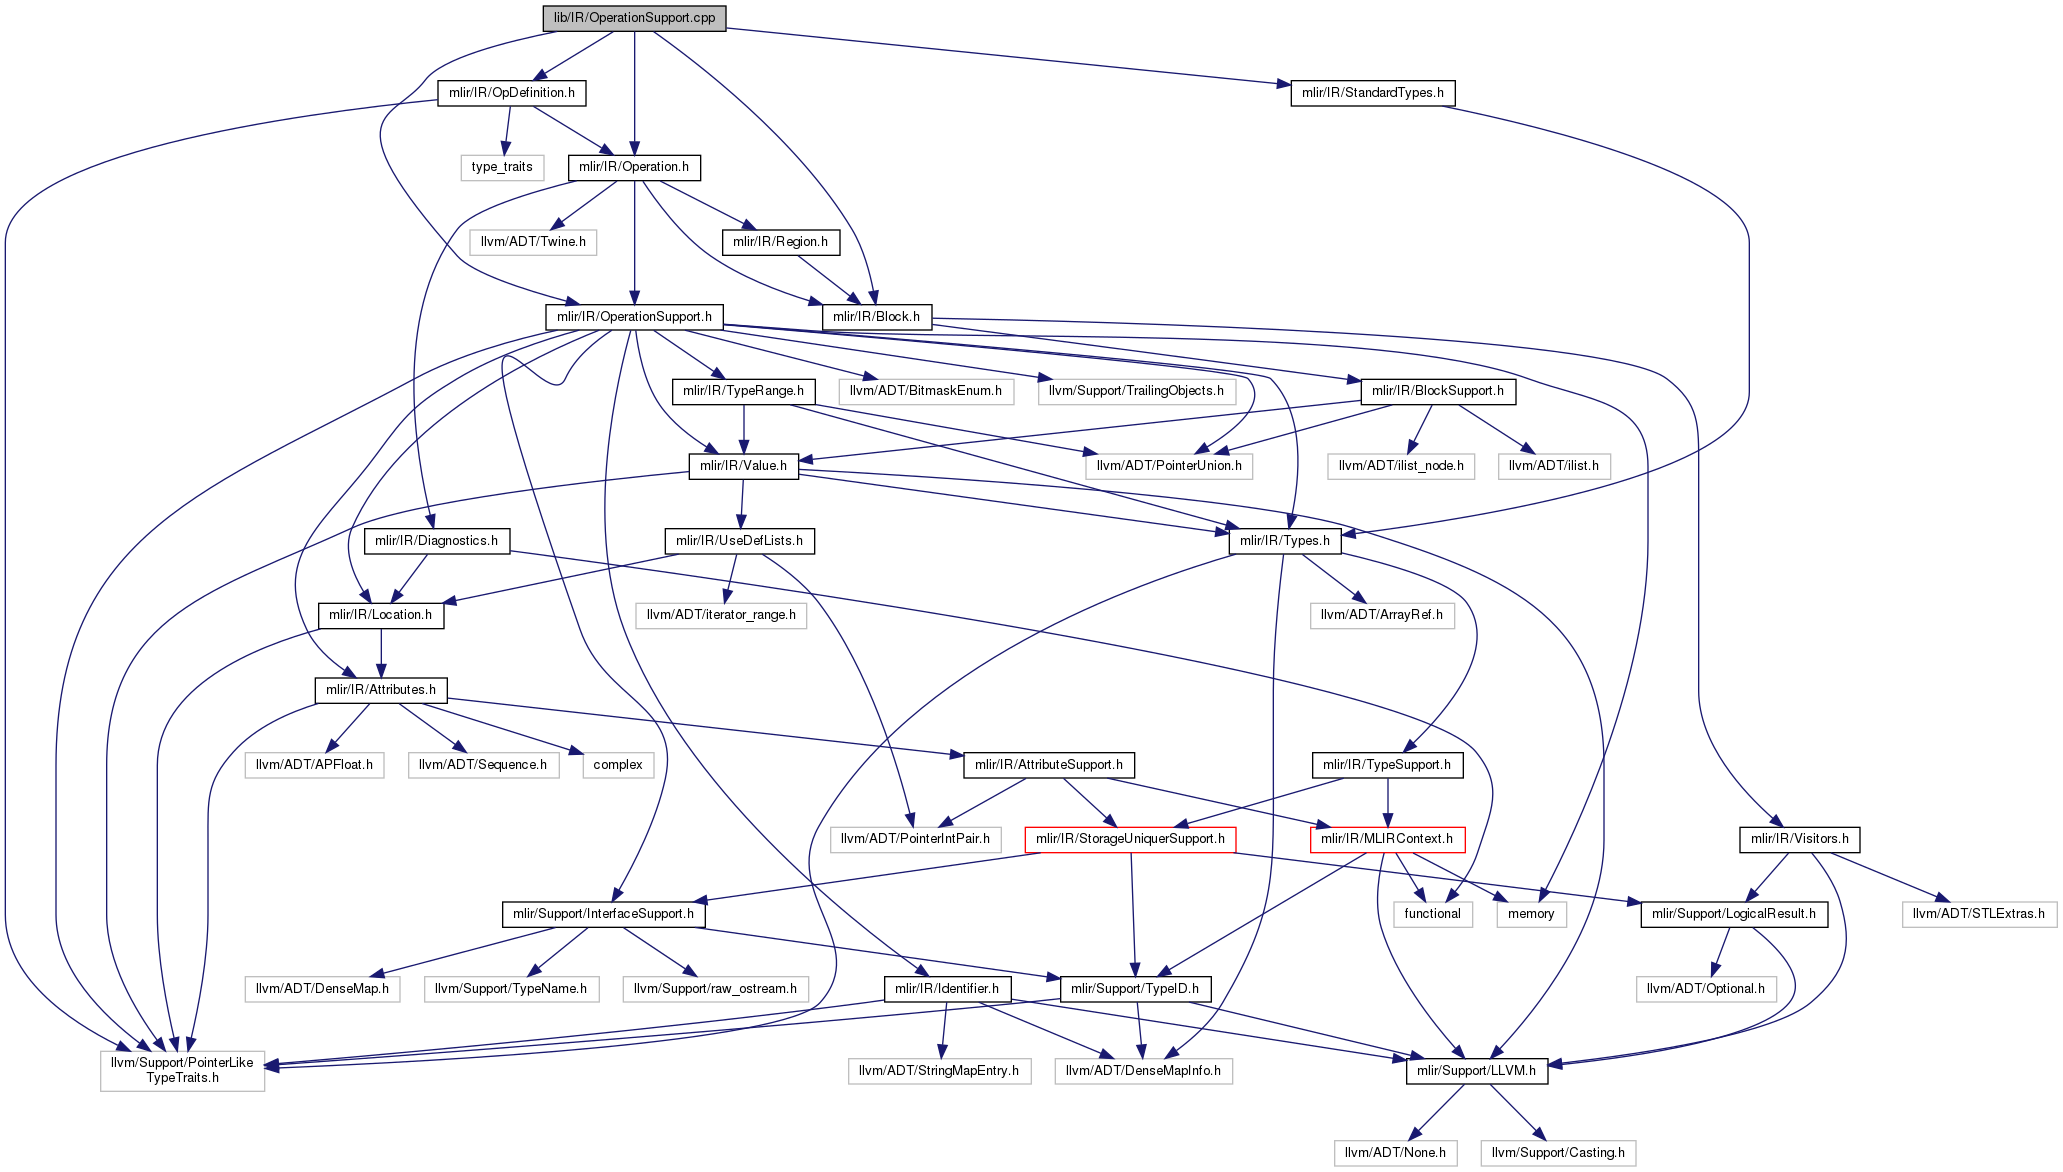 lib/IR/OperationSupport.cpp
mlir/IR/OpDefinition.h
mlir/IR/StandardTypes.h
type_traits
mlir/IR/Operation.h
llvm/ADT/Twine.h
mlir/IR/Region.h
mlir/IR/OperationSupport.h
mlir/IR/Block.h
mlir/IR/TypeRange.h
llvm/ADT/BitmaskEnum.h
llvm/Support/TrailingObjects.h
mlir/IR/BlockSupport.h
mlir/IR/Value.h
llvm/ADT/PointerUnion.h
llvm/ADT/ilist_node.h
llvm/ADT/ilist.h
mlir/IR/Diagnostics.h
mlir/IR/UseDefLists.h
mlir/IR/Types.h
mlir/IR/Location.h
llvm/ADT/iterator_range.h
llvm/ADT/ArrayRef.h
mlir/IR/Attributes.h
llvm/ADT/APFloat.h
llvm/ADT/Sequence.h
complex
mlir/IR/AttributeSupport.h
mlir/IR/TypeSupport.h
llvm/ADT/PointerIntPair.h
mlir/IR/StorageUniquerSupport.h
mlir/IR/MLIRContext.h
mlir/IR/Visitors.h
mlir/Support/InterfaceSupport.h
functional
memory
mlir/Support/LogicalResult.h
llvm/ADT/STLExtras.h
llvm/ADT/DenseMap.h
llvm/Support/TypeName.h
llvm/Support/raw_ostream.h
mlir/IR/Identifier.h
mlir/Support/TypeID.h
llvm/ADT/Optional.h
llvm/Support/PointerLike
TypeTraits.h
llvm/ADT/StringMapEntry.h
llvm/ADT/DenseMapInfo.h
mlir/Support/LLVM.h
llvm/ADT/None.h
llvm/Support/Casting.h